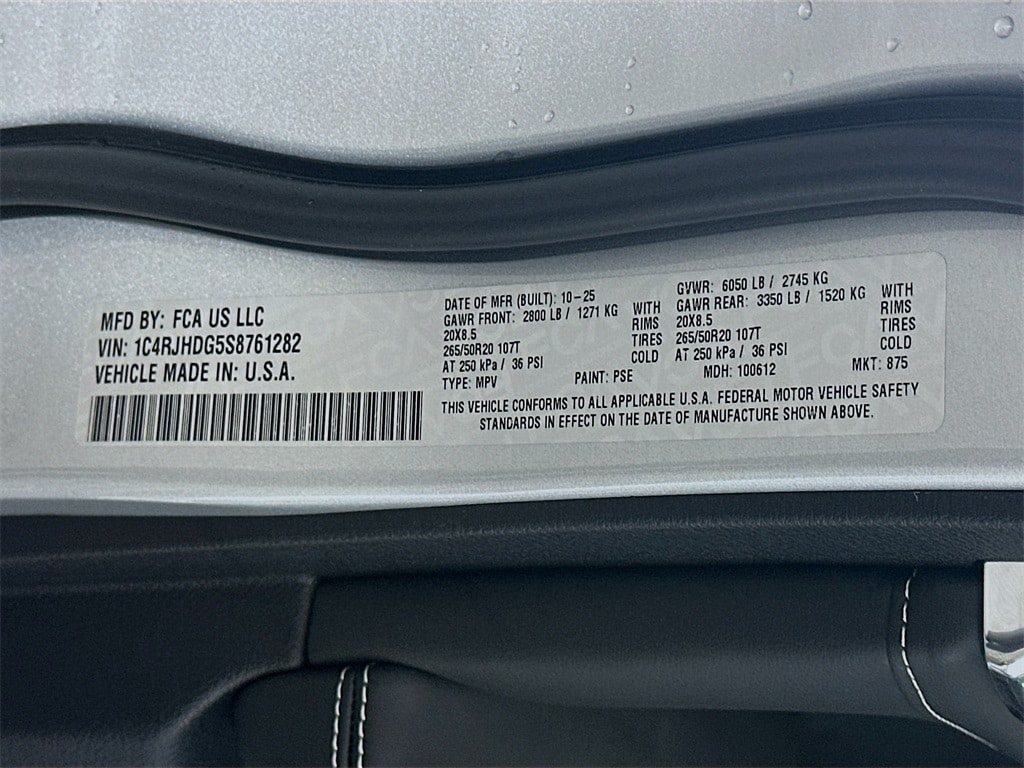 MFD BY: FCA US LLC
VIN: 1C4RJHDG5S8761282
VEHICLE MADE IN: U.S.A.
DATE OF MFR (BUILT): 10-25
GAWR FRONT: 2800 LB / 1271 KG WITH
20X8.5 RIMS
265/50R20 107T TIRES
AT 250 kPa / 36 PSI COLD
TYPE: MPV PAINT: PSE
GVWR: 6050 LB / 2745 KG
GAWR REAR: 3350 LB / 1520 KG WITH
20X8.5 RIMS
265/50R20 107T TIRES
AT 250 kPa / 36 PSI COLD
MDH: 100612 MKT: 875
THIS VEHICLE CONFORMS TO ALL APPLICABLE U.S.A. FEDERAL MOTOR VEHICLE SAFETY
STANDARDS IN EFFECT ON THE DATE OF MANUFACTURE SHOWN ABOVE.